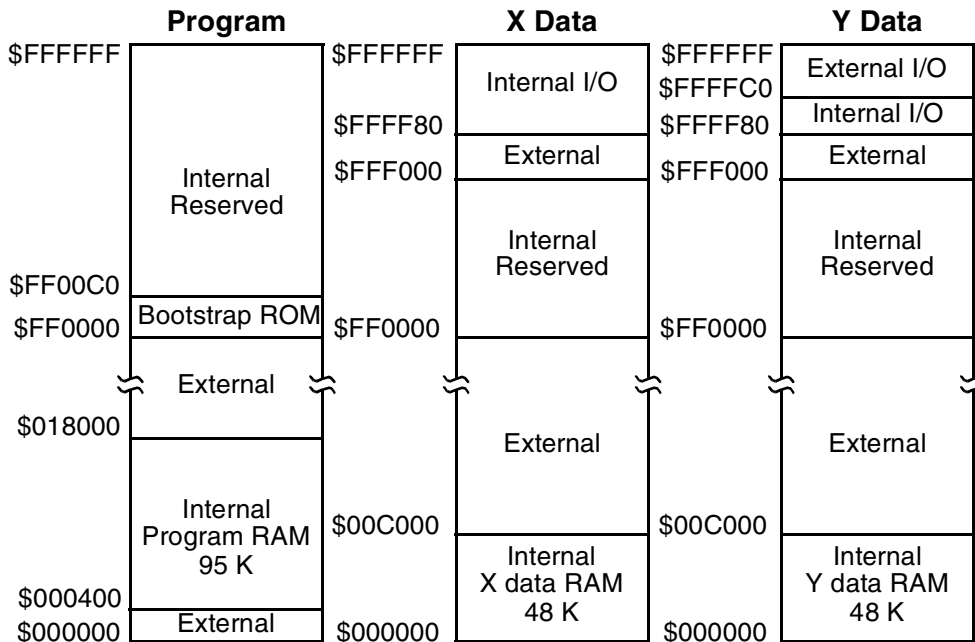 Program
$FFFFFF
Internal
Reserved
$FF00C0
Bootstrap ROM
$FF0000
External
$018000
Internal
Program RAM
95 K
$000400
External
$000000
X Data
$FFFFFF
Internal I/O
$FFFF80
External
$FFF000
Internal
Reserved
$FF0000
External
$00C000
Internal
X data RAM
48 K
$000000
Y Data
$FFFFFF
External I/O
$FFFFC0
Internal I/O
$FFFF80
External
$FFF000
Internal
Reserved
$FF0000
External
$00C000
Internal
Y data RAM
48 K
$000000